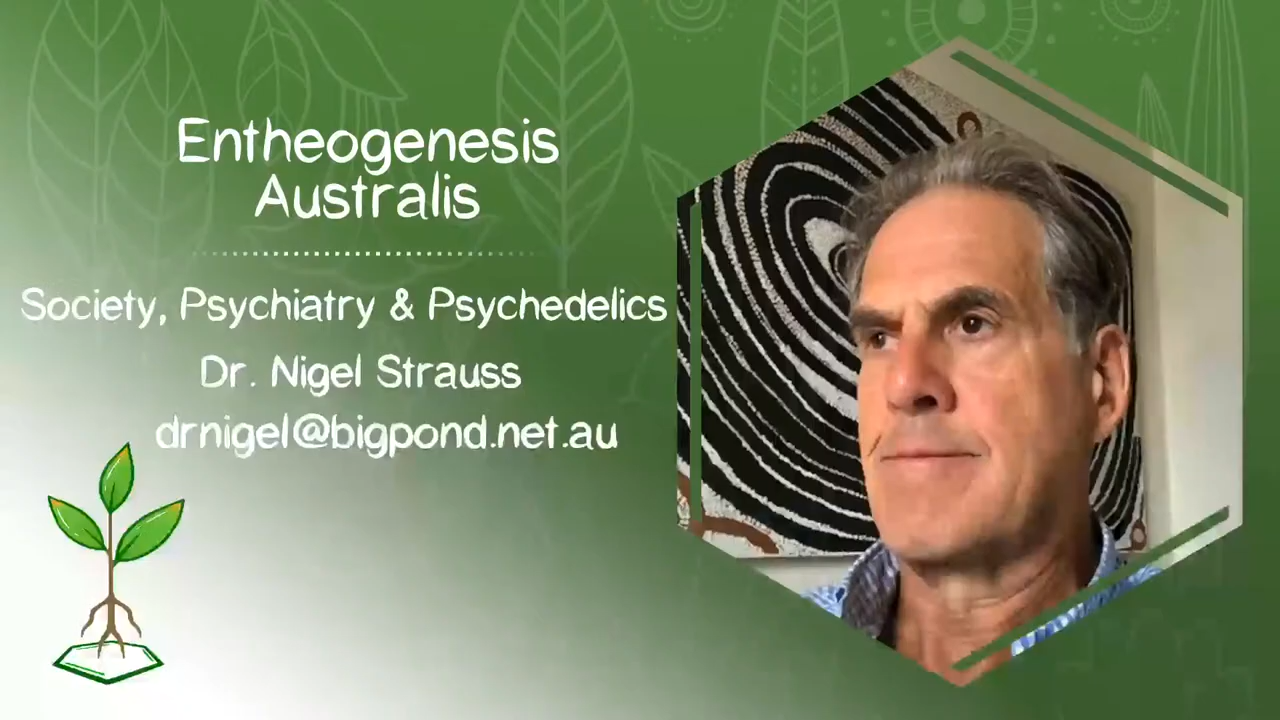 Entheogenesis
Australis
Society, Psychiatry & Psychedelics
Dr. Nigel Strauss
drnigel@bigpond.net.au